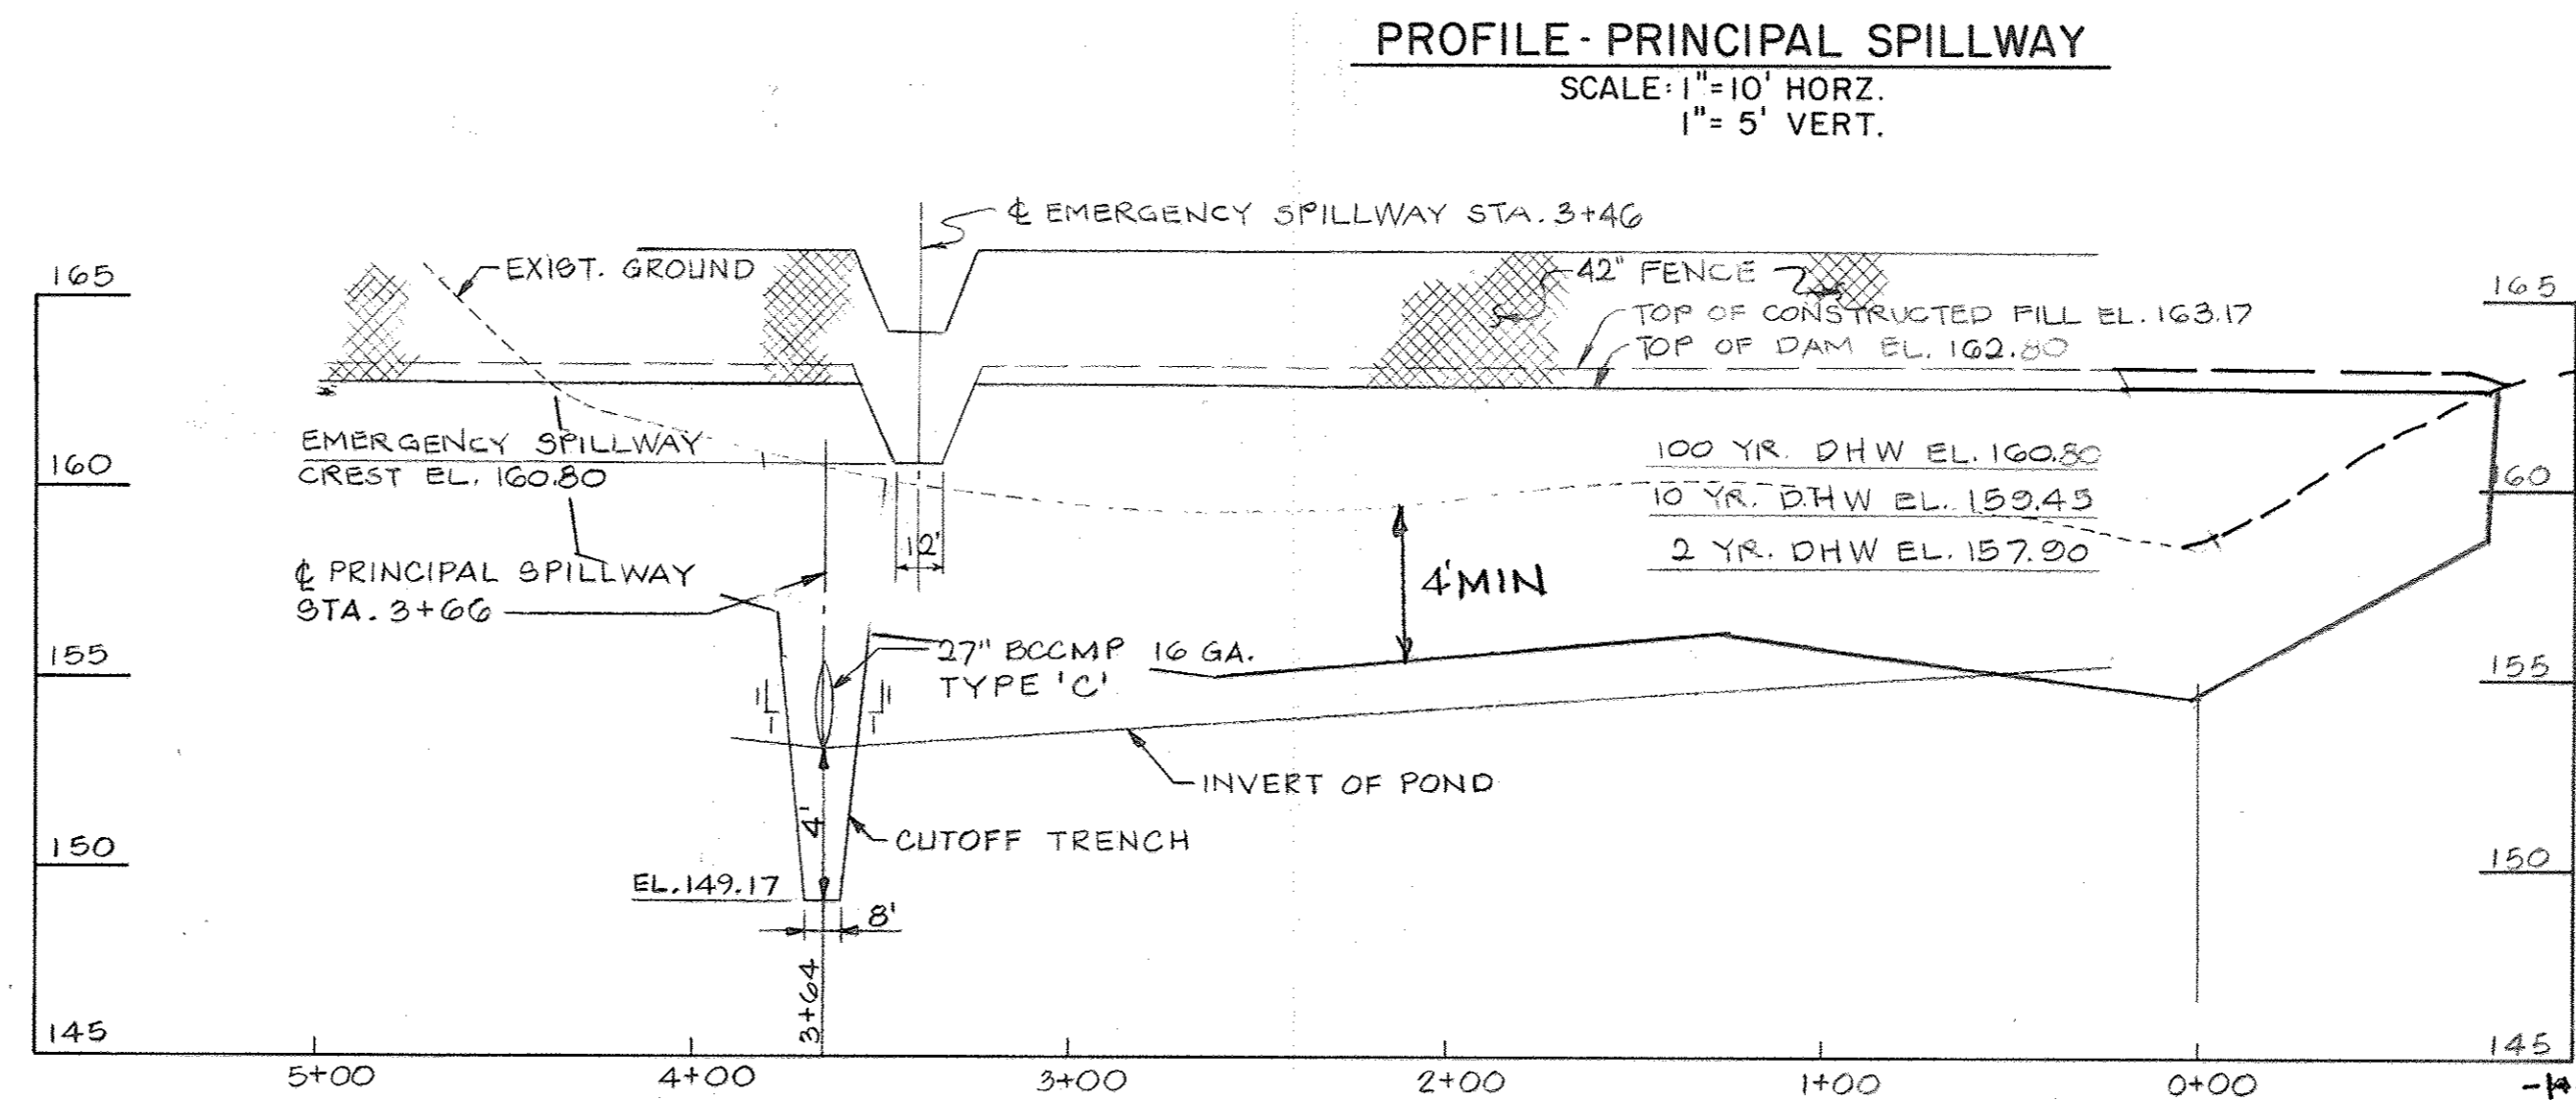 PROFILE - PRINCIPAL SPILLWAY
SCALE: 1"=10' HORZ.
1"= 5' VERT.
℄ EMERGENCY SPILLWAY STA. 3+46
EXIST. GROUND
42" FENCE
165
165
TOP OF CONSTRUCTED FILL EL. 163.17
TOP OF DAM EL. 162.80
EMERGENCY SPILLWAY
CREST EL. 160.80
100 YR. DHW EL. 160.80
160
160
10 YR. DHW EL. 159.45
12'
2 YR. DHW EL. 157.90
℄ PRINCIPAL SPILLWAY
STA. 3+66
4' MIN
27" BCCMP 16 GA.
TYPE 'C'
155
155
INVERT OF POND
4'
CUTOFF TRENCH
150
150
EL. 149.17
8'
3+64
145
145
5+00
4+00
3+00
2+00
1+00
0+00